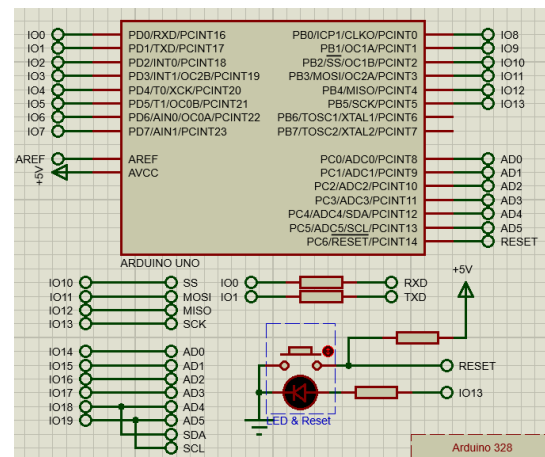 IO0 PD0/RXD/PCINT16 PB0/ICP1/CLKO/PCINT0 IO8
IO1 PD1/TXD/PCINT17 PB1/OC1A/PCINT1 IO9
IO2 PD2/INT0/PCINT18 PB2/SS/OC1B/PCINT2 IO10
IO3 PD3/INT1/OC2B/PCINT19 PB3/MOSI/OC2A/PCINT3 IO11
IO4 PD4/T0/XCK/PCINT20 PB4/MISO/PCINT4 IO12
IO5 PD5/T1/OC0B/PCINT21 PB5/SCK/PCINT5 IO13
IO6 PD6/AIN0/OC0A/PCINT22 PB6/TOSC1/XTAL1/PCINT6
IO7 PD7/AIN1/PCINT23 PB7/TOSC2/XTAL2/PCINT7
AREF AREF PC0/ADC0/PCINT8 AD0
+5V AVCC PC1/ADC1/PCINT9 AD1
PC2/ADC2/PCINT10 AD2
PC3/ADC3/PCINT11 AD3
PC4/ADC4/SDA/PCINT12 AD4
PC5/ADC5/SCL/PCINT13 AD5
PC6/RESET/PCINT14 RESET
ARDUINO UNO
+5V
IO10 SS IO0 RXD
IO11 MOSI IO1 TXD
IO12 MISO
IO13 SCK
IO14 AD0
IO15 AD1 RESET
IO16 AD2
IO17 AD3 IO13
IO18 AD4
IO19 AD5 LED & Reset
SDA
SCL
Arduino 328